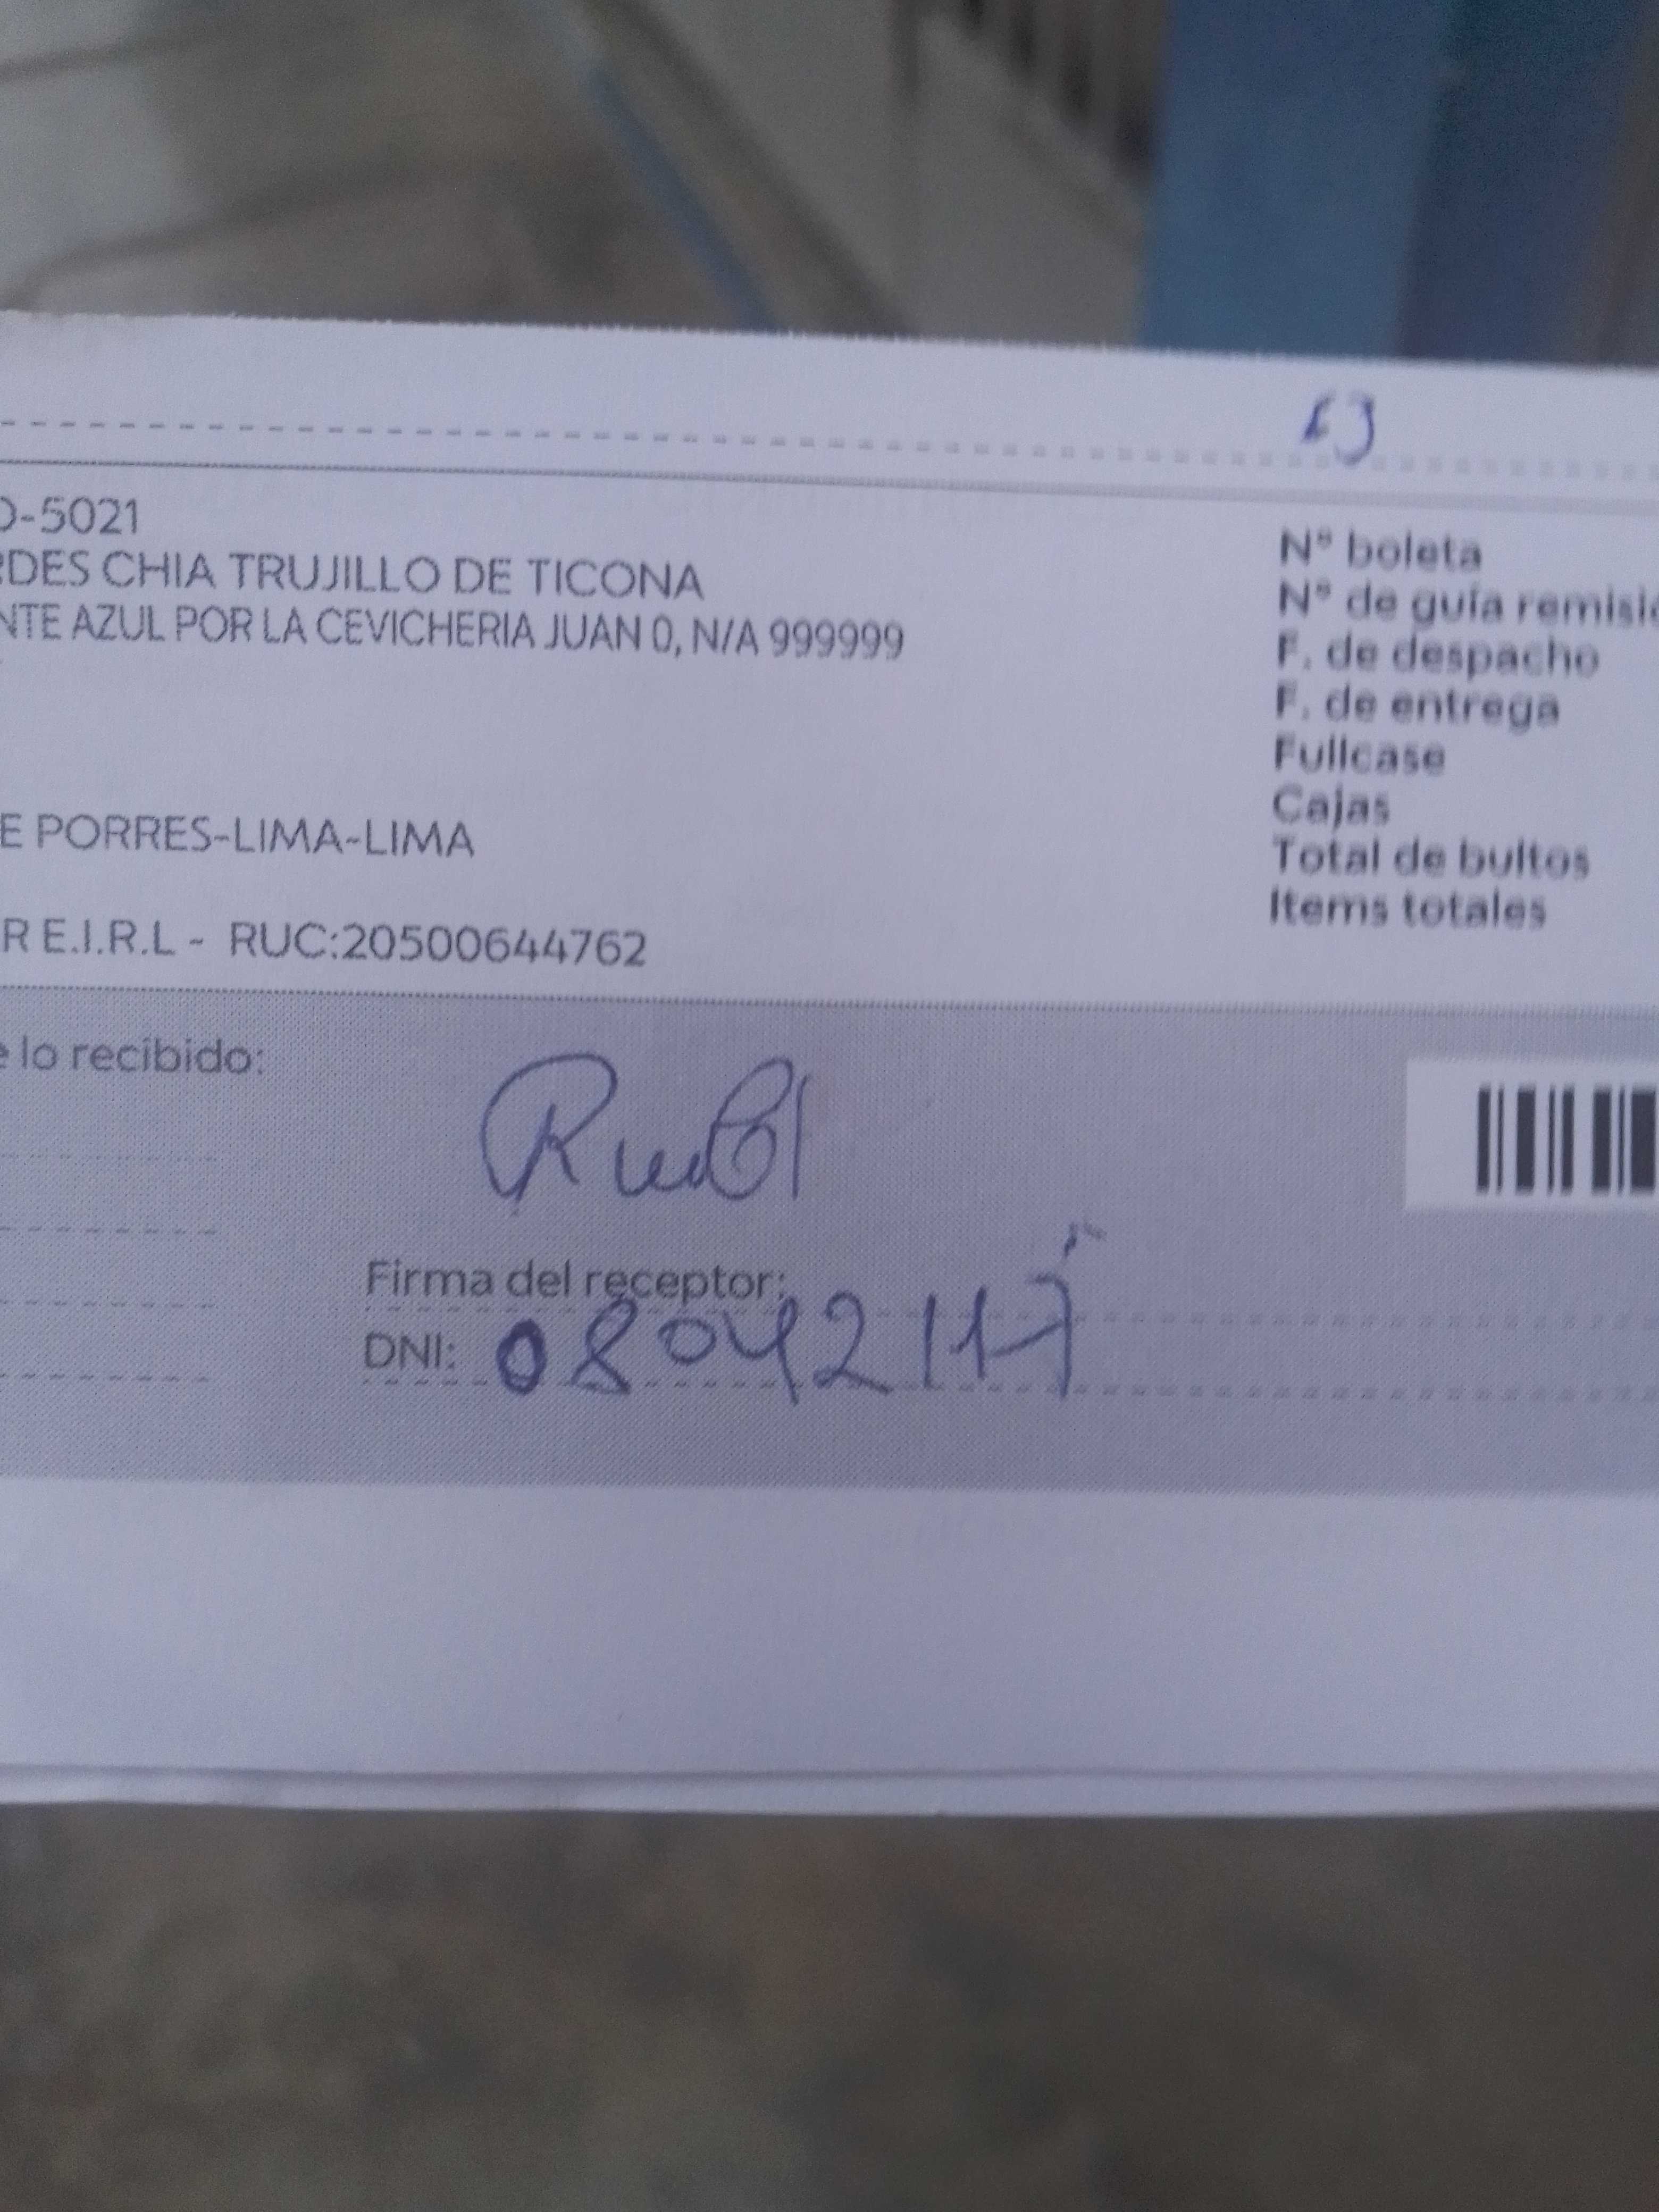 O-5021
RDES CHIA TRUJILLO DE TICONA
NTE AZUL POR LA CEVICHERIA JUAN 0, N/A 999999
E PORRES-LIMA-LIMA
R E.I.R.L - RUC:20500644762
N° boleta
N° de guía remisió
F. de despacho
F. de entrega
Fullcase
Cajas
Total de bultos
Items totales
e lo recibido:
Firma del receptor:
DNI: 08042117